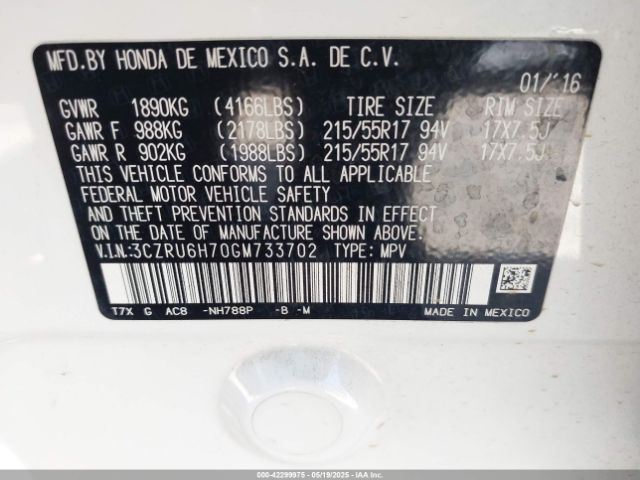 MFD.BY HONDA DE MEXICO S.A. DE C.V.
01/'16
GVWR 1890KG (4166LBS) TIRE SIZE RIM SIZE
GAWR F 988KG (2178LBS) 215/55R17 94V 17X7.5J
GAWR R 902KG (1988LBS) 215/55R17 94V 17X7.5J
THIS VEHICLE CONFORMS TO ALL APPLICABLE
FEDERAL MOTOR VEHICLE SAFETY
AND THEFT PREVENTION STANDARDS IN EFFECT
ON THE DATE OF MANUFACTURE SHOWN ABOVE.
V.I.N:3CZRU6H70GM733702 TYPE: MPV
T7X G AC8 -NH788P -B -M MADE IN MEXICO
000-42299975 - 05/19/2025 - IAAI.COM